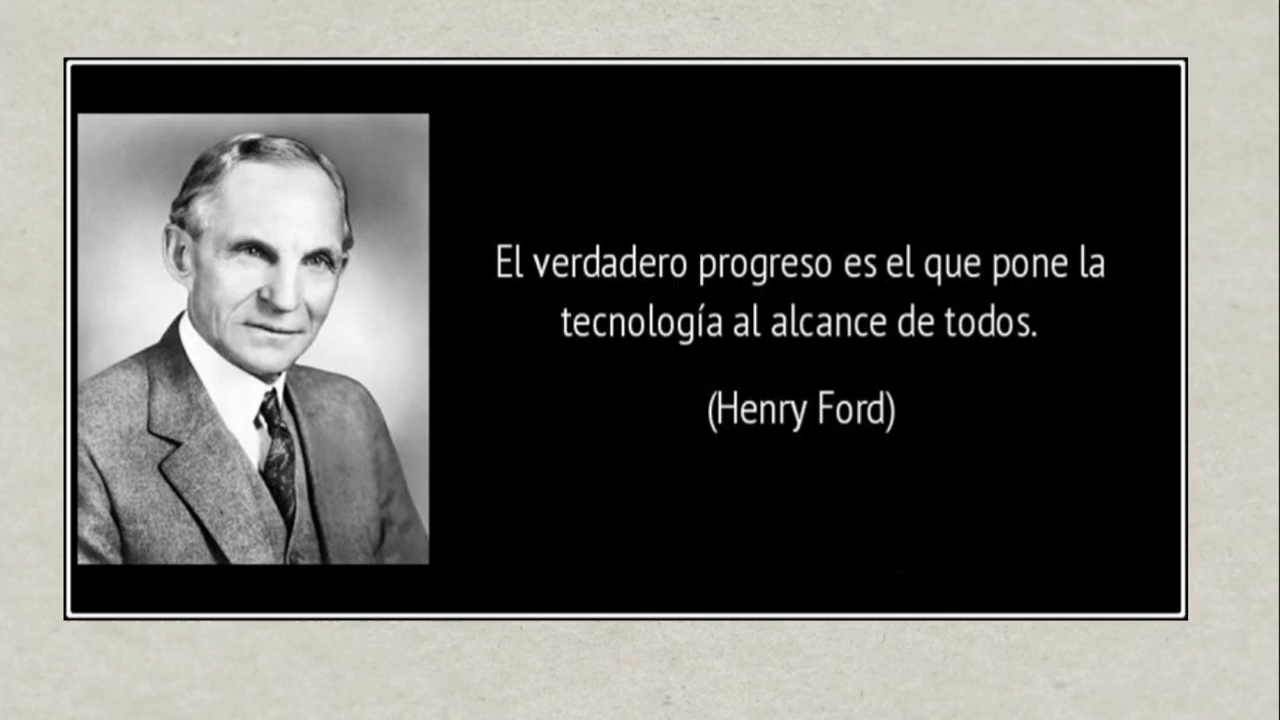 El verdadero progreso es el que pone la
tecnología al alcance de todos.
(Henry Ford)